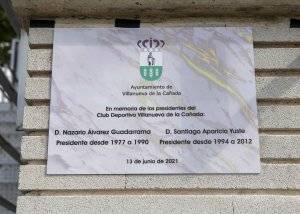 Ayuntamiento de
Villanueva de la Cañada
En memoria de los presidentes del
Club Deportivo Villanueva de la Cañada:
D. Nazario Álvarez Guadarrama
D. Santiago Aparicio Yuste
Presidente desde 1977 a 1990
Presidente desde 1994 a 2012
13 de junio de 2021